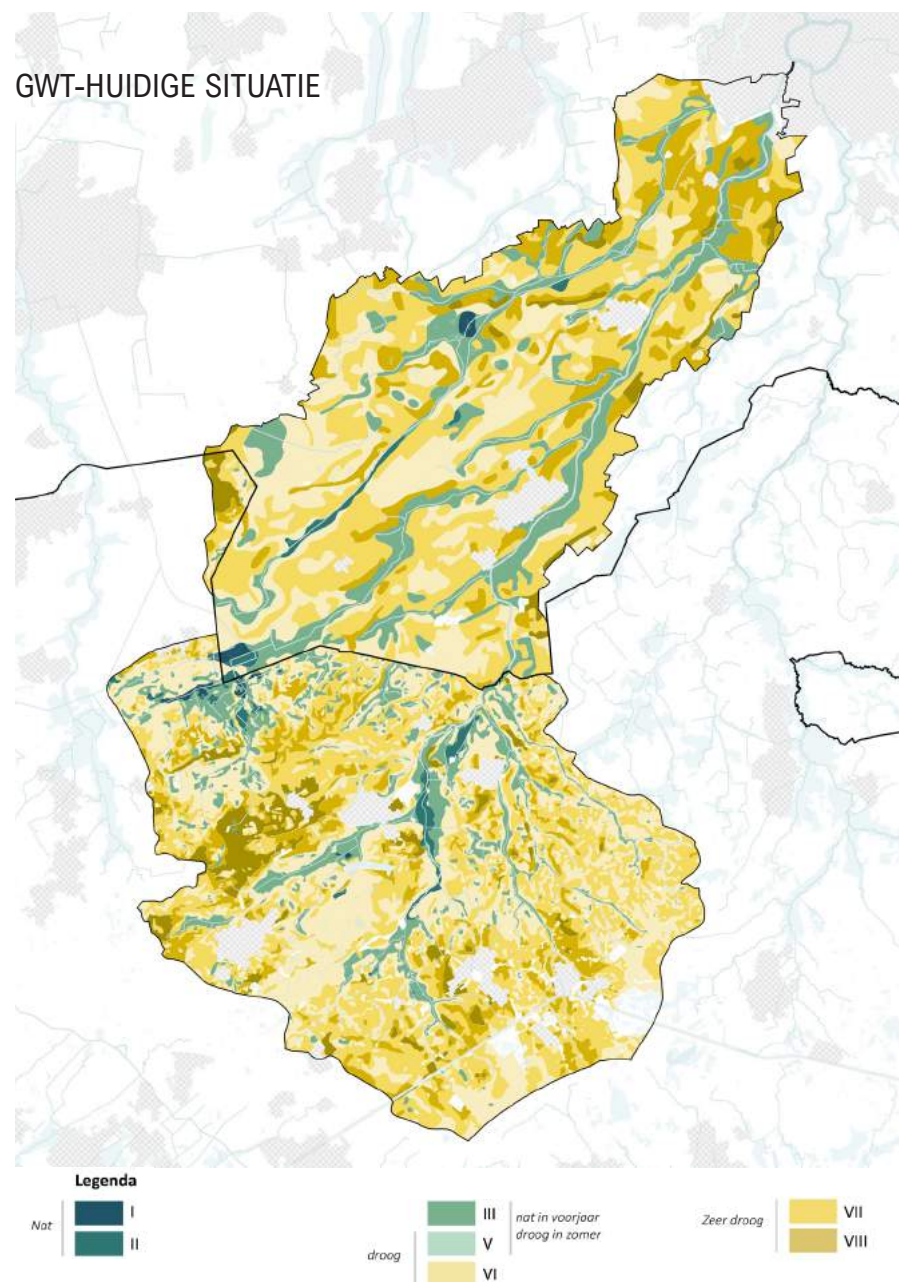 GWT-HUIDIGE SITUATIE
Legenda
Nat
I
II
droog
III
V
VI
nat in voorjaar
droog in zomer
Zeer droog
VII
VIII